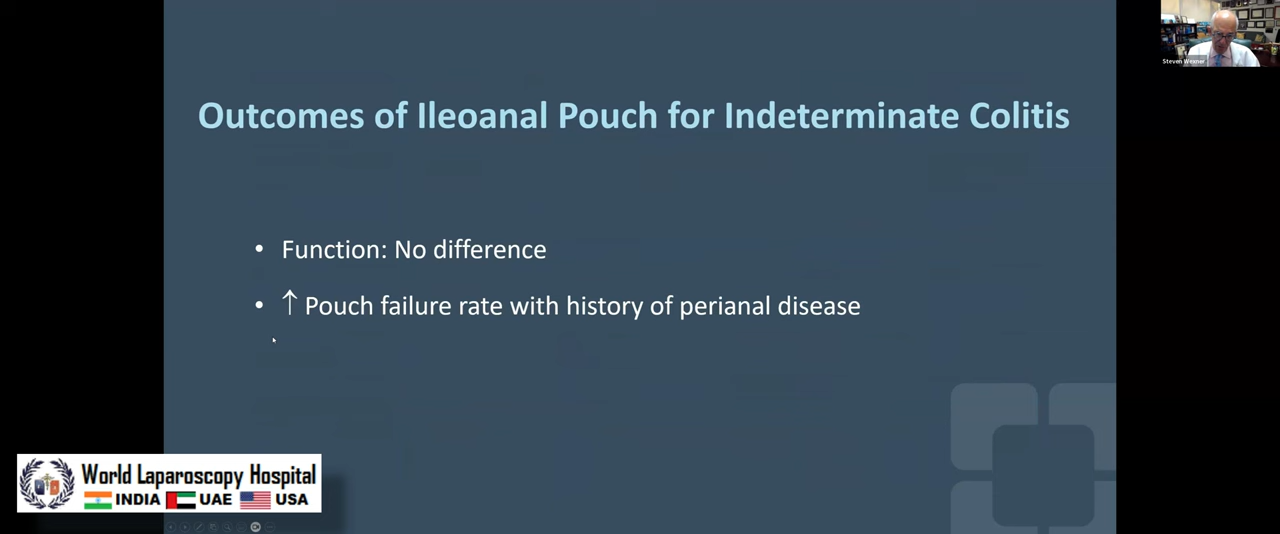 Steven Wexner
Outcomes of Ileoanal Pouch for Indeterminate Colitis
• Function: No difference
• ↑ Pouch failure rate with history of perianal disease
World Laparoscopy Hospital
INDIA UAE USA